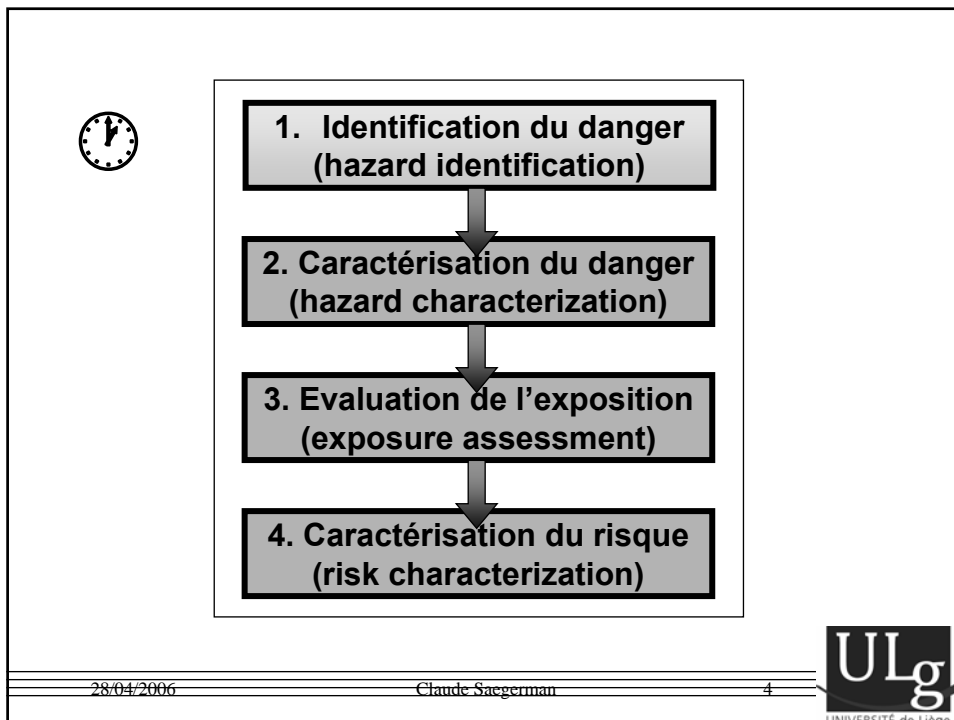 1. Identification du danger
(hazard identification)
2. Caractérisation du danger
(hazard characterization)
3. Evaluation de l’exposition
(exposure assessment)
4. Caractérisation du risque
(risk characterization)
28/04/2006 Claude Saegerman 4
ULg
UNIVERSITÉ de Liège